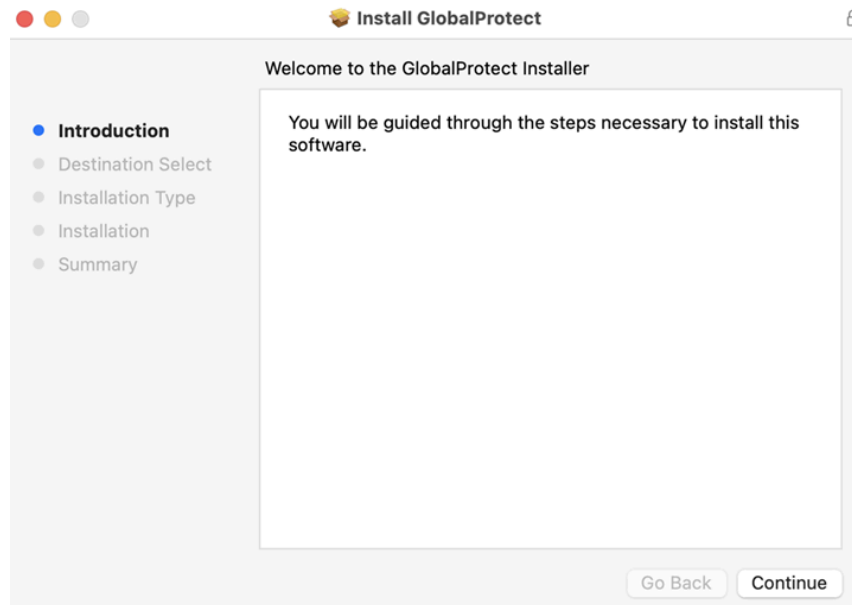 Install GlobalProtect
Welcome to the GlobalProtect Installer
Introduction
Destination Select
Installation Type
Installation
Summary
You will be guided through the steps necessary to install this
software.
Go Back
Continue